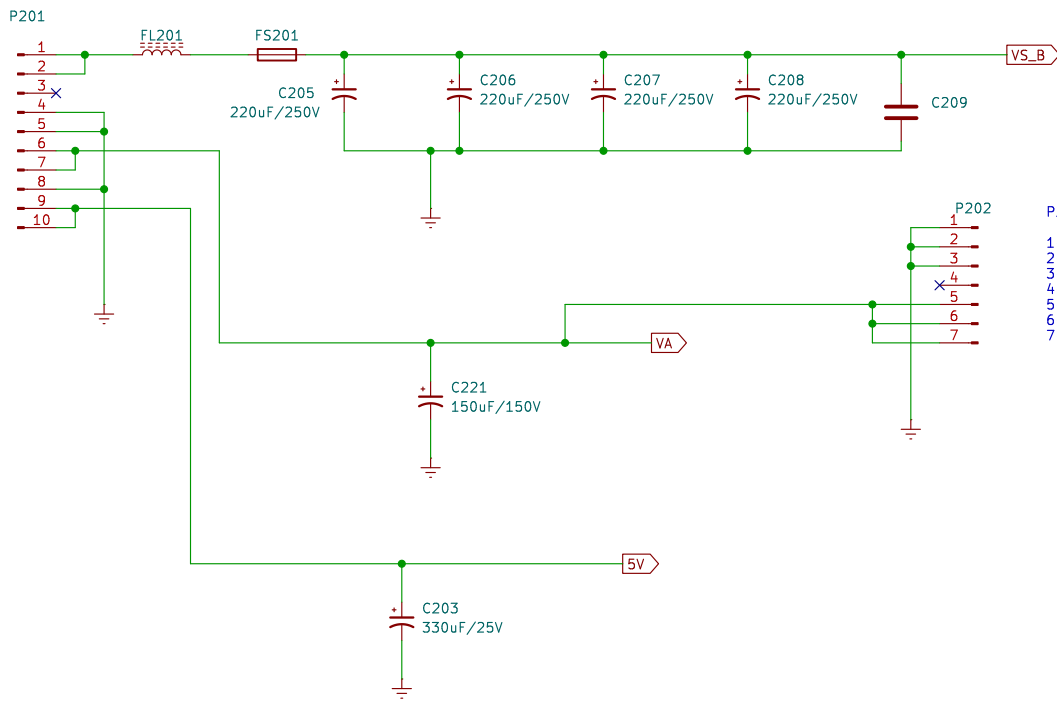 P201
1
2
3
4
5
6
7
8
9
10
FL201
FS201
C205
220uF/250V
C206
220uF/250V
C207
220uF/250V
C208
220uF/250V
C209
VS_B
P202
1
2
3
4
5
6
7
1
2
3
4
5
6
7
VA
C221
150uF/150V
5V
C203
330uF/25V